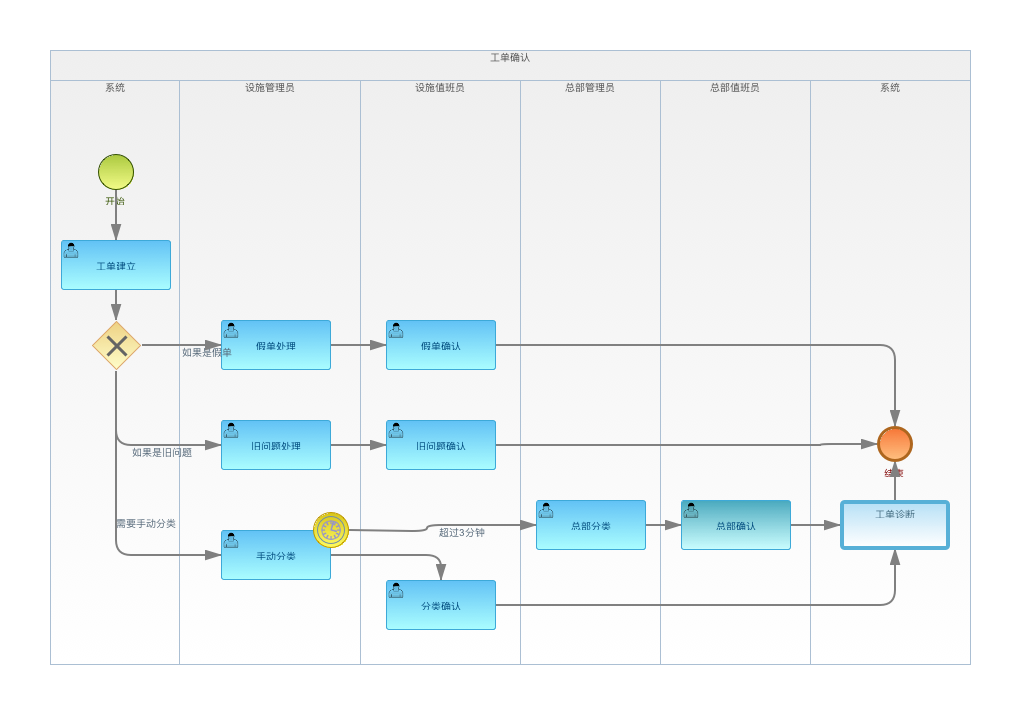 工单确认
系统
设施管理员
设施值班员
总部管理员
总部值班员
系统
开始
工单建立
如果是假单
假单处理
假单确认
如果是旧问题
旧问题处理
旧问题确认
结束
需要手动分类
手动分类
超过3分钟
总部分类
总部确认
工单诊断
分类确认